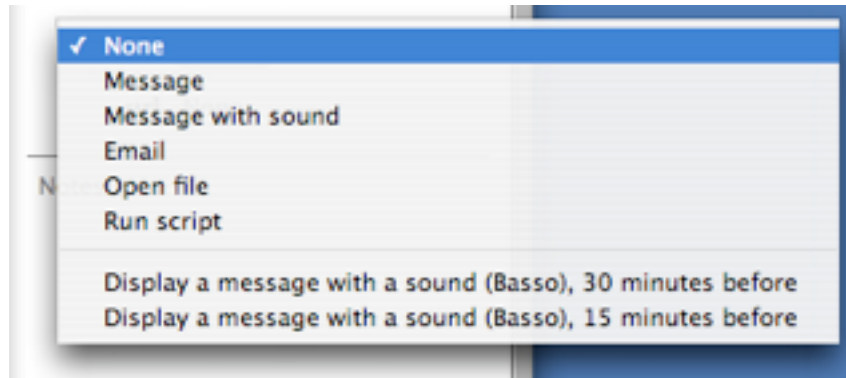 ✓ None
Message
Message with sound
Email
Open file
Run script
Display a message with a sound (Basso), 30 minutes before
Display a message with a sound (Basso), 15 minutes before